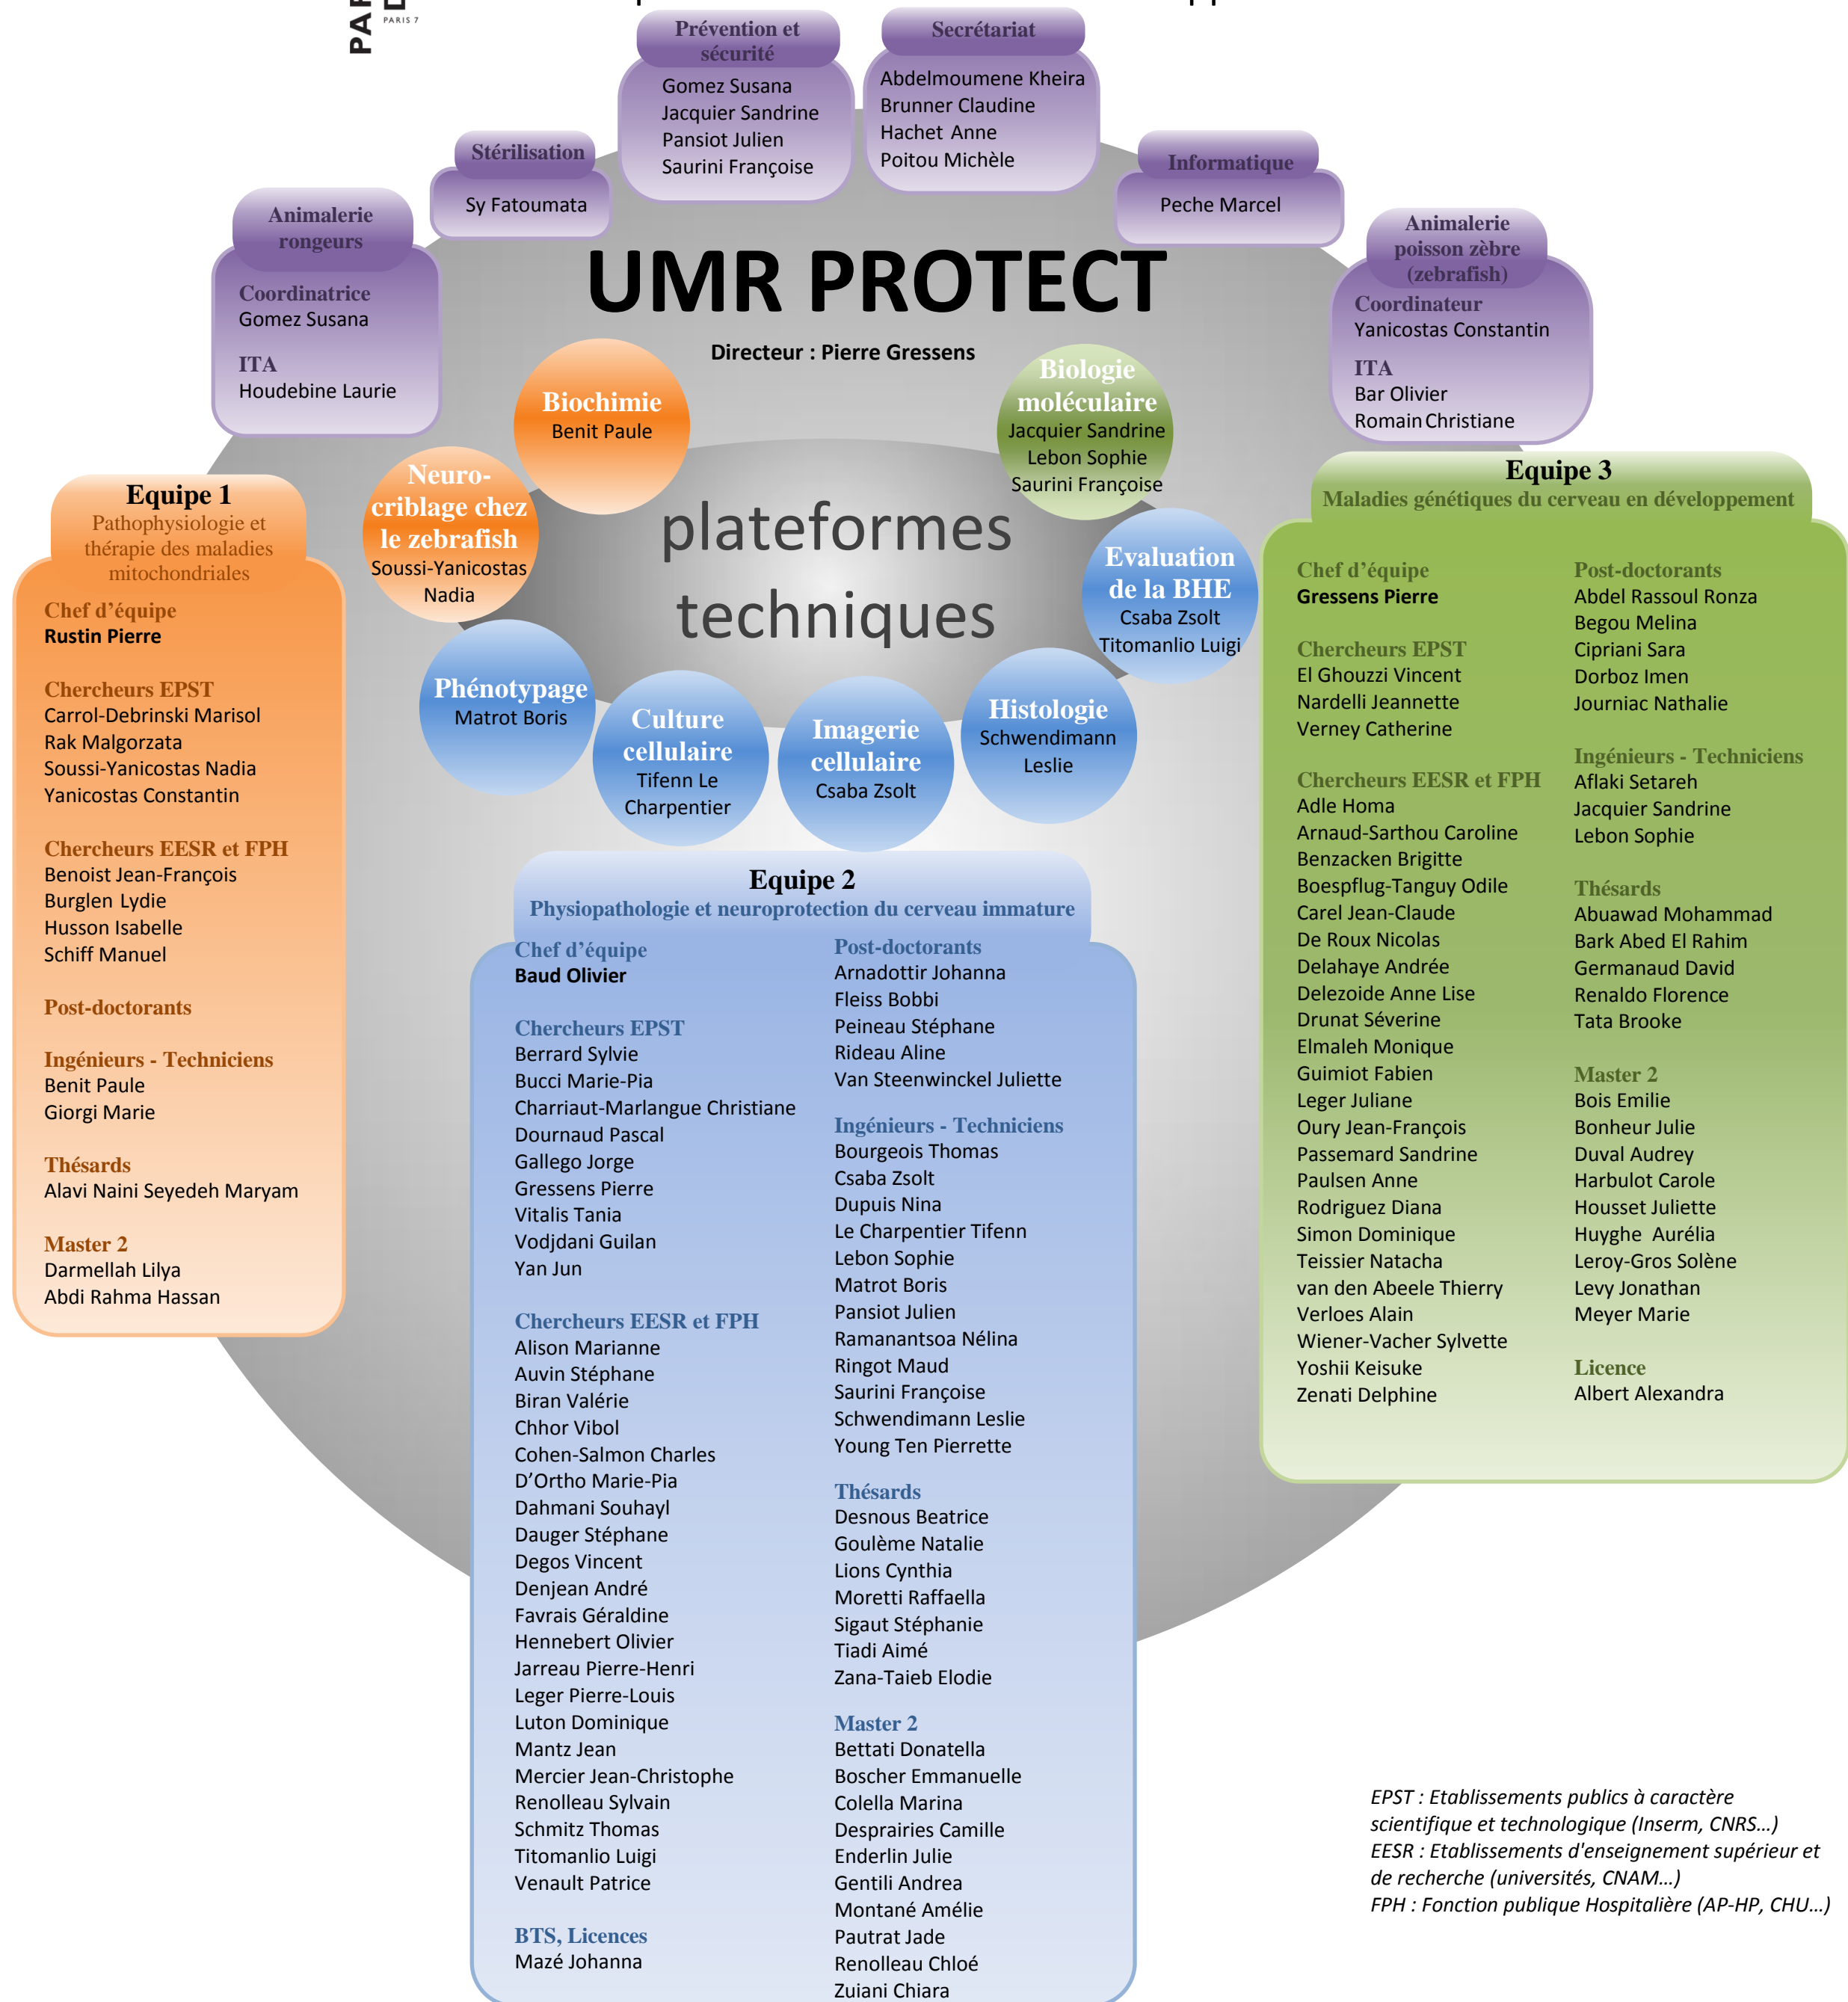 PAR
D
PARIS 7
Prévention et
sécurité
Gomez Susana
Jacquier Sandrine
Pansiot Julien
Saurini Françoise
Secrétariat
Abdelmoumene Kheira
Brunner Claudine
Hachet Anne
Poitou Michèle
Stérilisation
Sy Fatoumata
Informatique
Peche Marcel
Animalerie
rongeurs
Coordinatrice
Gomez Susana
ITA
Houdebine Laurie
Animalerie
poisson zèbre
(zebrafish)
Coordinateur
Yanicostas Constantin
ITA
Bar Olivier
Romain Christiane
UMR PROTECT
Directeur : Pierre Gressens
Biochimie
Benit Paule
Biologie
moléculaire
Jacquier Sandrine
Lebon Sophie
Saurini Françoise
Neuro-
criblage chez
le zebrafish
Soussi-Yanicostas
Nadia
plateformes
techniques
Evaluation
de la BHE
Csaba Zsolt
Titomanlio Luigi
Phénotypage
Matrot Boris
Culture
cellulaire
Tifenn Le
Charpentier
Imagerie
cellulaire
Csaba Zsolt
Histologie
Schwendimann
Leslie
Equipe 1
Pathophysiologie et
thérapie des maladies
mitochondriales
Chef d’équipe
Rustin Pierre
Chercheurs EPST
Carrol-Debrinski Marisol
Rak Malgorzata
Soussi-Yanicostas Nadia
Yanicostas Constantin
Chercheurs EESR et FPH
Benoist Jean-François
Burglen Lydie
Husson Isabelle
Schiff Manuel
Post-doctorants
Ingénieurs - Techniciens
Benit Paule
Giorgi Marie
Thésards
Alavi Naini Seyedeh Maryam
Master 2
Darmellah Lilya
Abdi Rahma Hassan
Equipe 2
Physiopathologie et neuroprotection du cerveau immature
Chef d’équipe
Baud Olivier
Chercheurs EPST
Berrard Sylvie
Bucci Marie-Pia
Charriaut-Marlangue Christiane
Dournaud Pascal
Gallego Jorge
Gressens Pierre
Vitalis Tania
Vodjdani Guilan
Yan Jun
Chercheurs EESR et FPH
Alison Marianne
Auvin Stéphane
Biran Valérie
Chhor Vibol
Cohen-Salmon Charles
D’Ortho Marie-Pia
Dahmani Souhayl
Dauger Stéphane
Degos Vincent
Denjean André
Favrais Géraldine
Hennebert Olivier
Jarreau Pierre-Henri
Leger Pierre-Louis
Luton Dominique
Mantz Jean
Mercier Jean-Christophe
Renolleau Sylvain
Schmitz Thomas
Titomanlio Luigi
Venault Patrice
BTS, Licences
Mazé Johanna
Post-doctorants
Arnadottir Johanna
Fleiss Bobbi
Peineau Stéphane
Rideau Aline
Van Steenwinckel Juliette
Ingénieurs - Techniciens
Bourgeois Thomas
Csaba Zsolt
Dupuis Nina
Le Charpentier Tifenn
Lebon Sophie
Matrot Boris
Pansiot Julien
Ramanantsoa Nélina
Ringot Maud
Saurini Françoise
Schwendimann Leslie
Young Ten Pierrette
Thésards
Desnous Beatrice
Goulème Natalie
Lions Cynthia
Moretti Raffaella
Sigaut Stéphanie
Tiadi Aimé
Zana-Taieb Elodie
Master 2
Bettati Donatella
Boscher Emmanuelle
Colella Marina
Desprairies Camille
Enderlin Julie
Gentili Andrea
Montané Amélie
Pautrat Jade
Renolleau Chloé
Zuiani Chiara
Equipe 3
Maladies génétiques du cerveau en développement
Chef d’équipe
Gressens Pierre
Chercheurs EPST
El Ghouzzi Vincent
Nardelli Jeannette
Verney Catherine
Chercheurs EESR et FPH
Adle Homa
Arnaud-Sarthou Caroline
Benzacken Brigitte
Boespflug-Tanguy Odile
Carel Jean-Claude
De Roux Nicolas
Delahaye Andrée
Delezoide Anne Lise
Drunat Séverine
Elmaleh Monique
Guimiot Fabien
Leger Juliane
Oury Jean-François
Passemard Sandrine
Paulsen Anne
Rodriguez Diana
Simon Dominique
Teissier Natacha
van den Abeele Thierry
Verloes Alain
Wiener-Vacher Sylvette
Yoshii Keisuke
Zenati Delphine
Post-doctorants
Abdel Rassoul Ronza
Begou Melina
Cipriani Sara
Dorboz Imen
Journiac Nathalie
Ingénieurs - Techniciens
Aflaki Setareh
Jacquier Sandrine
Lebon Sophie
Thésards
Abuawad Mohammad
Bark Abed El Rahim
Germanaud David
Renaldo Florence
Tata Brooke
Master 2
Bois Emilie
Bonheur Julie
Duval Audrey
Harbulot Carole
Housset Juliette
Huyghe Aurélia
Leroy-Gros Solène
Levy Jonathan
Meyer Marie
Licence
Albert Alexandra
EPST : Etablissements publics à caractère
scientifique et technologique (Inserm, CNRS…)
EESR : Etablissements d'enseignement supérieur et
de recherche (universités, CNAM…)
FPH : Fonction publique Hospitalière (AP-HP, CHU…)